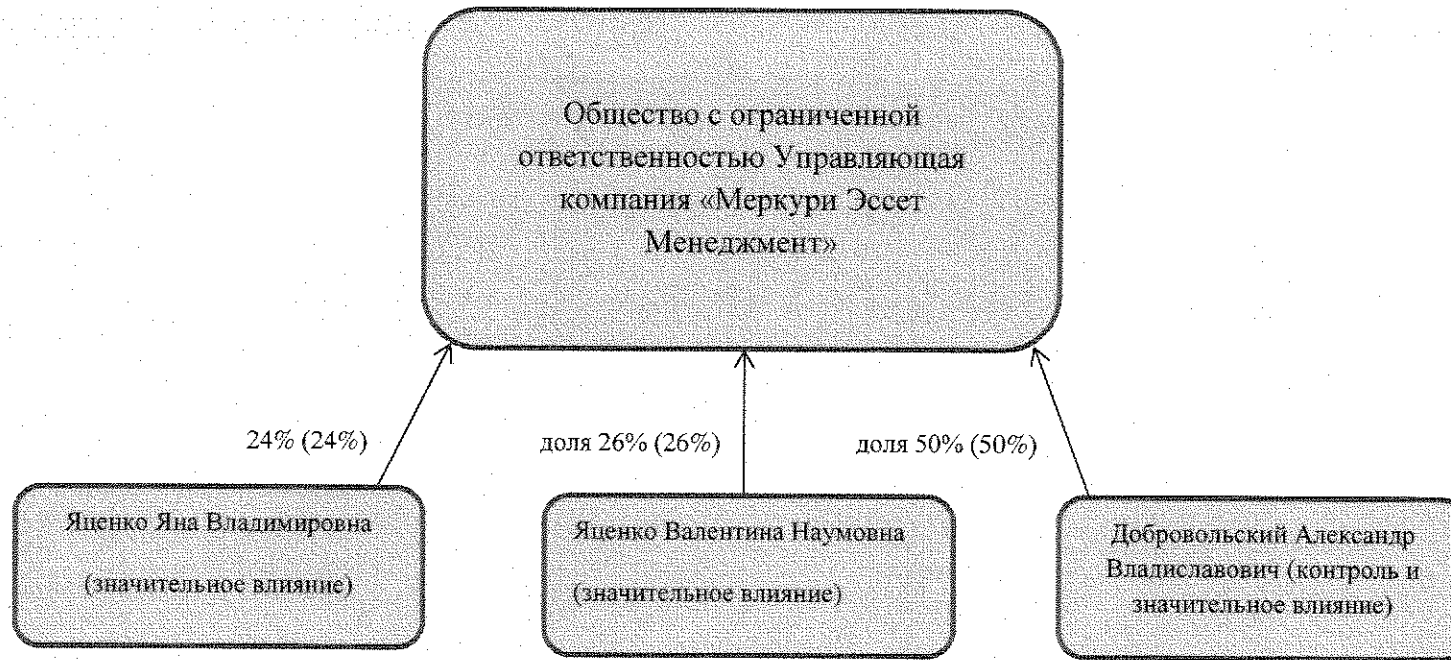 Общество с ограниченной
ответственностью Управляющая
компания «Меркури Эссет
Менеджмент»
24% (24%)
доля 26% (26%)
доля 50% (50%)
Яценко Яна Владимировна
(значительное влияние)
Яценко Валентина Наумовна
(значительное влияние)
Добровольский Александр
Владиславович (контроль и
значительное влияние)